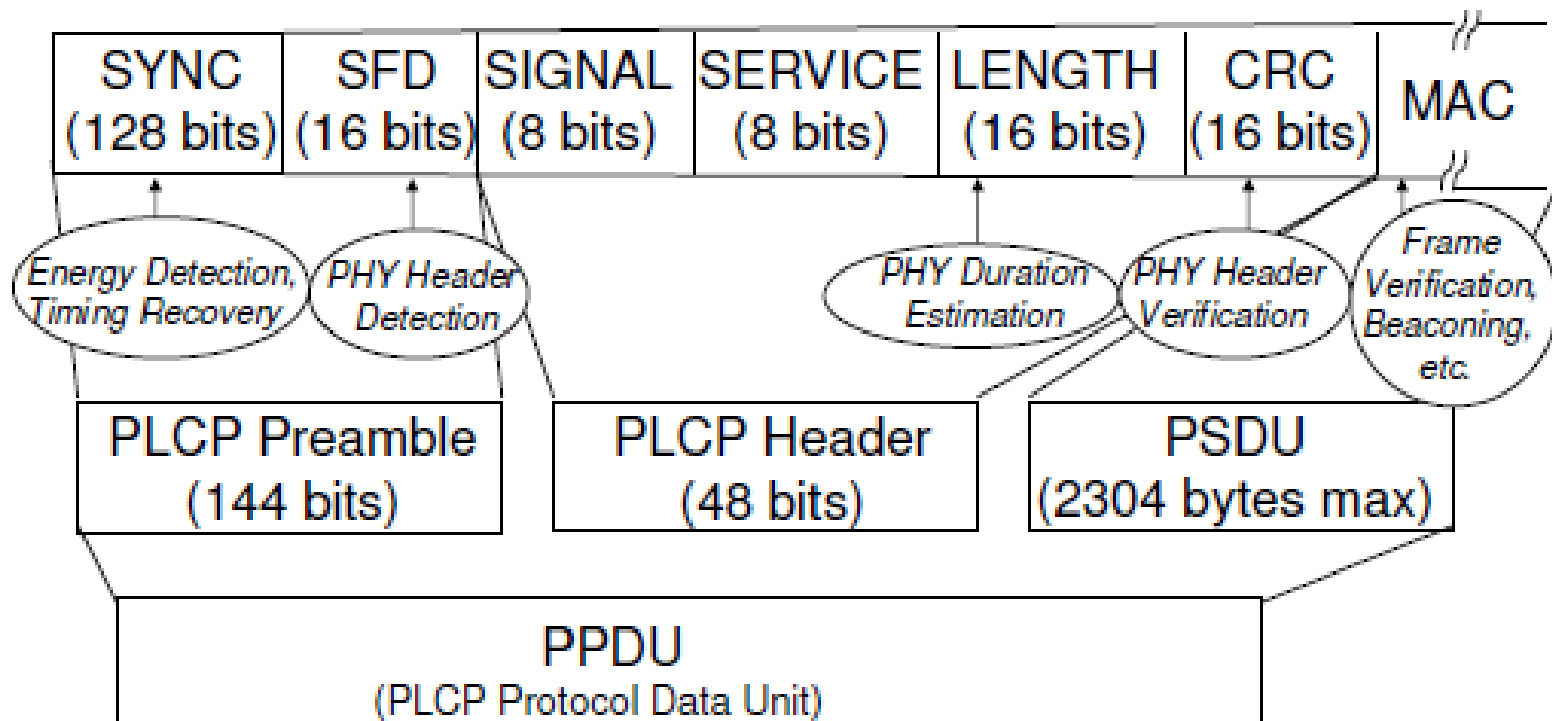 SYNC
(128 bits)
SFD
(16 bits)
SIGNAL
(8 bits)
SERVICE
(8 bits)
LENGTH
(16 bits)
CRC
(16 bits)
MAC
Energy Detection,
Timing Recovery
PHY Header
Detection
PHY Duration
Estimation
PHY Header
Verification
Frame
Verification,
Beaconing,
etc.
PLCP Preamble
(144 bits)
PLCP Header
(48 bits)
PSDU
(2304 bytes max)
PPDU
(PLCP Protocol Data Unit)